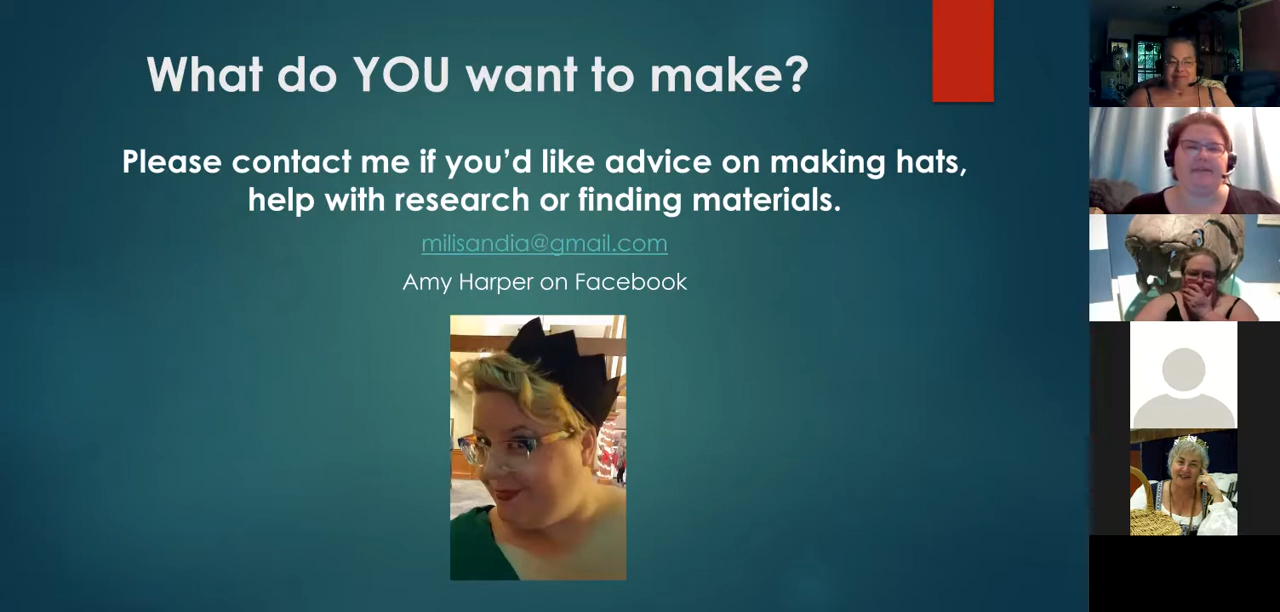 What do YOU want to make?
Please contact me if you’d like advice on making hats,
help with research or finding materials.
milisandia@gmail.com
Amy Harper on Facebook